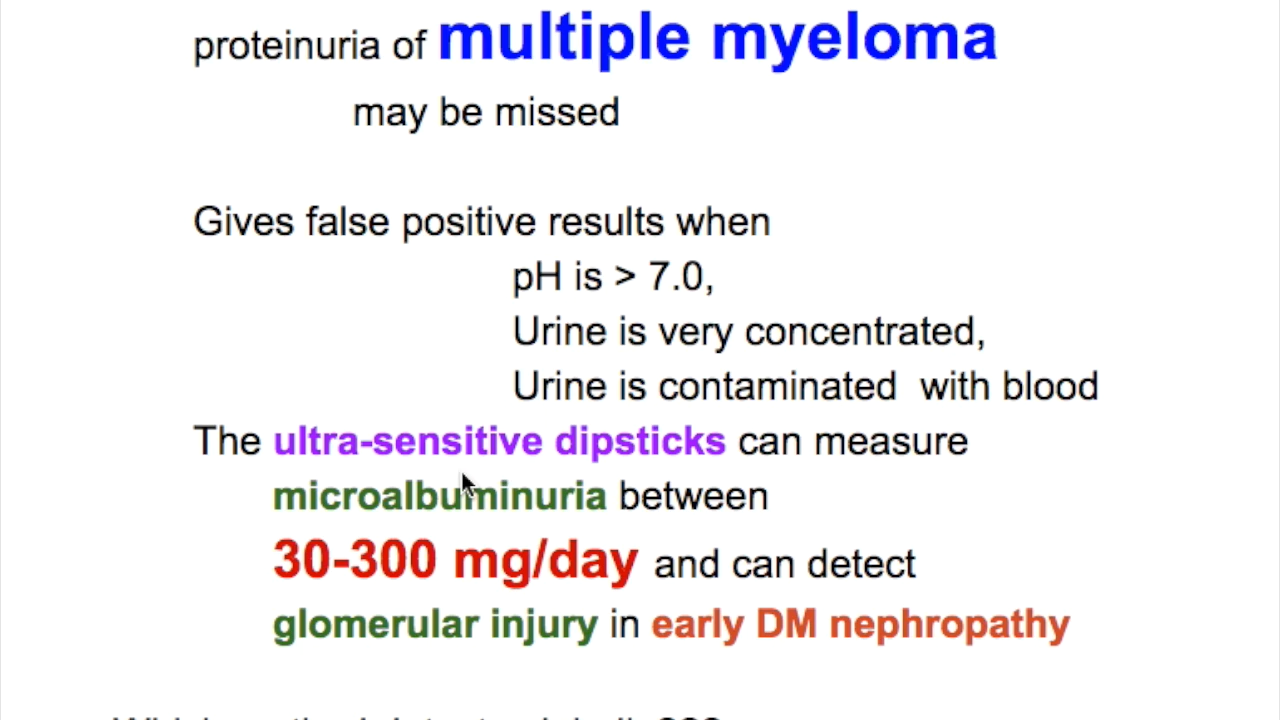 proteinuria of multiple myeloma
may be missed
Gives false positive results when
pH is > 7.0,
Urine is very concentrated,
Urine is contaminated with blood
The ultra-sensitive dipsticks can measure
microalbuminuria between
30-300 mg/day and can detect
glomerular injury in early DM nephropathy